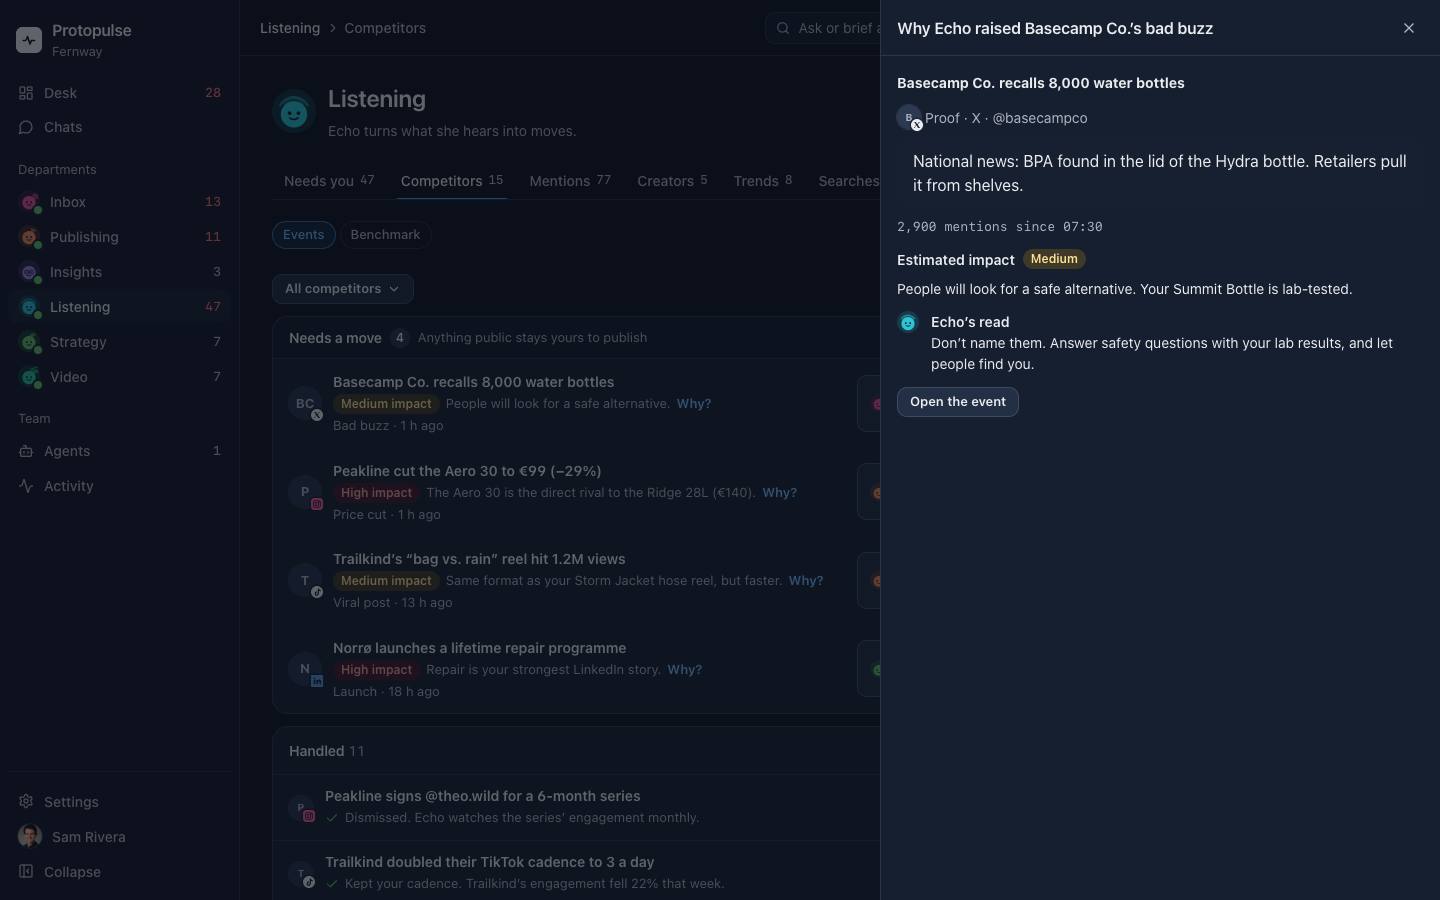 Protopulse
Fernway
Desk 28
Chats
Departments
Inbox 13
Publishing 11
Insights 3
Listening 47
Strategy 7
Video 7
Team
Agents 1
Activity
Settings
Sam Rivera
Collapse
Listening > Competitors
Ask or brief a
Listening
Echo turns what she hears into moves.
Needs you 47 Competitors 15 Mentions 77 Creators 5 Trends 8 Searches
Events Benchmark
All competitors
Needs a move 4 Anything public stays yours to publish
BC
Basecamp Co. recalls 8,000 water bottles
Medium impact People will look for a safe alternative. Why?
Bad buzz · 1 h ago
P
Peakline cut the Aero 30 to €99 (−29%)
High impact The Aero 30 is the direct rival to the Ridge 28L (€140). Why?
Price cut · 1 h ago
T
Trailkind’s “bag vs. rain” reel hit 1.2M views
Medium impact Same format as your Storm Jacket hose reel, but faster. Why?
Viral post · 13 h ago
N
in
Norrø launches a lifetime repair programme
High impact Repair is your strongest LinkedIn story. Why?
Launch · 18 h ago
Handled 11
P
Peakline signs @theo.wild for a 6-month series
Dismissed. Echo watches the series’ engagement monthly.
T
Trailkind doubled their TikTok cadence to 3 a day
Kept your cadence. Trailkind’s engagement fell 22% that week.
Why Echo raised Basecamp Co.’s bad buzz
Basecamp Co. recalls 8,000 water bottles
B
Proof · X · @basecampco
National news: BPA found in the lid of the Hydra bottle. Retailers pull
it from shelves.
2,900 mentions since 07:30
Estimated impact Medium
People will look for a safe alternative. Your Summit Bottle is lab-tested.
Echo’s read
Don’t name them. Answer safety questions with your lab results, and let
people find you.
Open the event